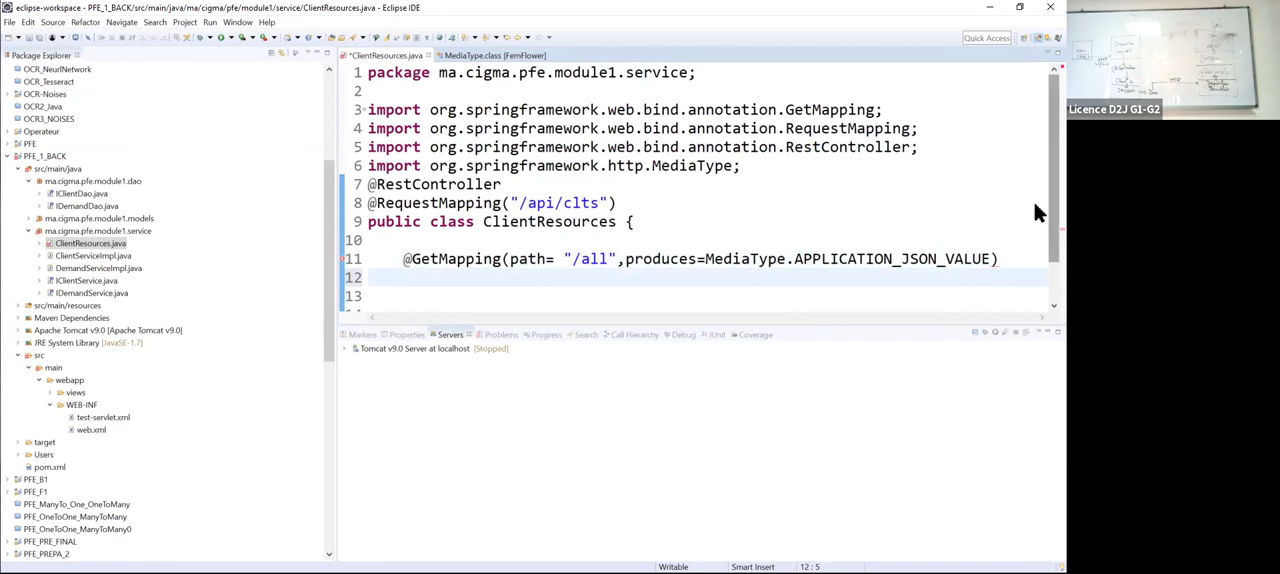 eclipse-workspace - PFE_1_BACK/src/main/java/ma/cigma/pfe/module1/service/ClientResources.java - Eclipse IDE
File Edit Source Refactor Navigate Search Project Run Window Help
Quick Access
Package Explorer
OCR_NeurlNetwork
OCR_Tesseract
OCR-Noises
OCR2_Java
OCR3_NOISES
Operateur
PFE
PFE_1_BACK
src/main/java
ma.cigma.pfe.module1.dao
IClientDao.java
IDemandDao.java
ma.cigma.pfe.module1.models
ma.cigma.pfe.module1.service
ClientResources.java
ClientServiceImpl.java
DemandServiceImpl.java
IClientService.java
IDemandService.java
src/main/resources
Maven Dependencies
Apache Tomcat v9.0 [Apache Tomcat v9.0]
JRE System Library [JavaSE-1.7]
src
main
webapp
views
WEB-INF
test-servlet.xml
web.xml
target
Users
pom.xml
PFE_B1
PFE_F1
PFE_ManyTo_One_OneToMany
PFE_OneToOne_ManyToMany
PFE_OneToOne_ManyToMany0
PFE_PRE_FINAL
PFE_PREPA_2
*ClientResources.java MediaType.class [FernFlower]
1 package ma.cigma.pfe.module1.service;
2
3 import org.springframework.web.bind.annotation.GetMapping;
4 import org.springframework.web.bind.annotation.RequestMapping;
5 import org.springframework.web.bind.annotation.RestController;
6 import org.springframework.http.MediaType;
7 @RestController
8 @RequestMapping("/api/clts")
9 public class ClientResources {
10
11 @GetMapping(path= "/all",produces=MediaType.APPLICATION_JSON_VALUE)
12
13
Markers Properties Servers Problems Progress Search Call Hierarchy Debug JUnit Coverage
Tomcat v9.0 Server at localhost [Stopped]
Writable Smart Insert 12 : 5
Licence D2J G1-G2